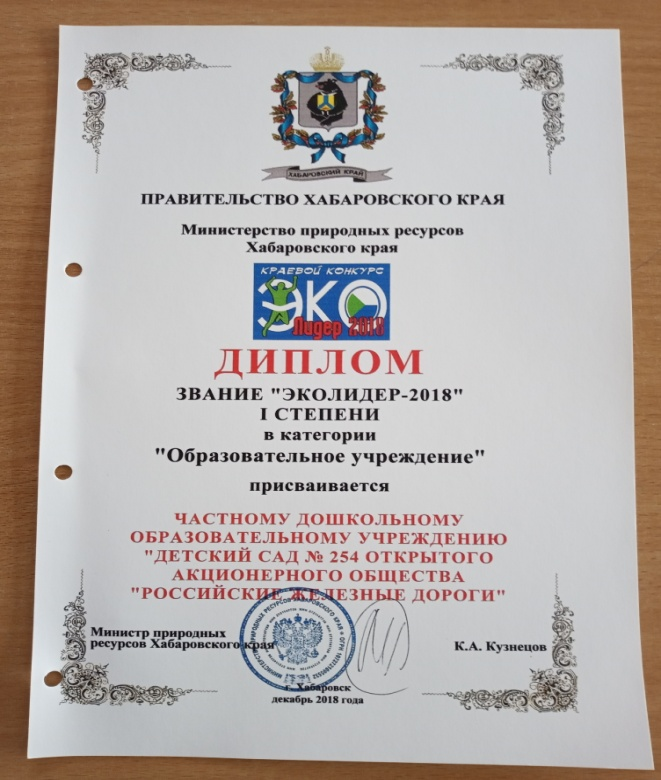 ХАБАРОВСКИЙ КРАЙ
ПРАВИТЕЛЬСТВО ХАБАРОВСКОГО КРАЯ
Министерство природных ресурсов
Хабаровского края
КРАЕВОЙ КОНКУРС
ЭКО
Лидер 2018
ДИПЛОМ
ЗВАНИЕ "ЭКОЛИДЕР-2018"
I СТЕПЕНИ
в категории
"Образовательное учреждение"
присваивается
ЧАСТНОМУ ДОШКОЛЬНОМУ
ОБРАЗОВАТЕЛЬНОМУ УЧРЕЖДЕНИЮ
"ДЕТСКИЙ САД № 254 ОТКРЫТОГО
АКЦИОНЕРНОГО ОБЩЕСТВА
"РОССИЙСКИЕ ЖЕЛЕЗНЫЕ ДОРОГИ"
Министр природных
ресурсов Хабаровского края
К.А. Кузнецов
г. Хабаровск
декабрь 2018 года